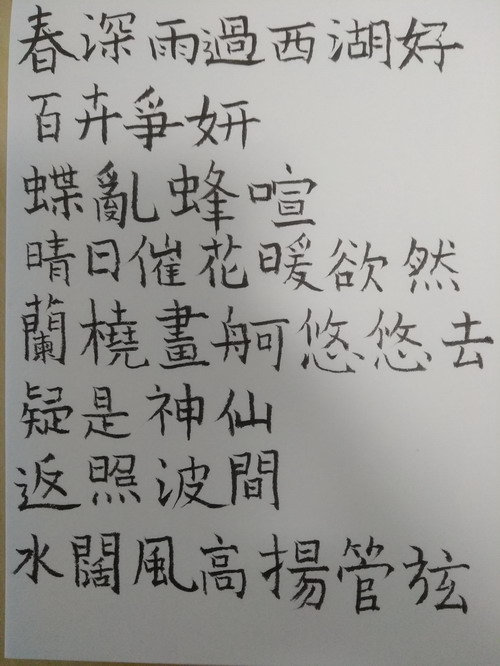 春深雨過西湖好
百卉爭妍
蝶亂蜂喧
晴日催花暖欲然
蘭橈畫舸悠悠去
疑是神仙
返照波間
水闊風高揚管弦